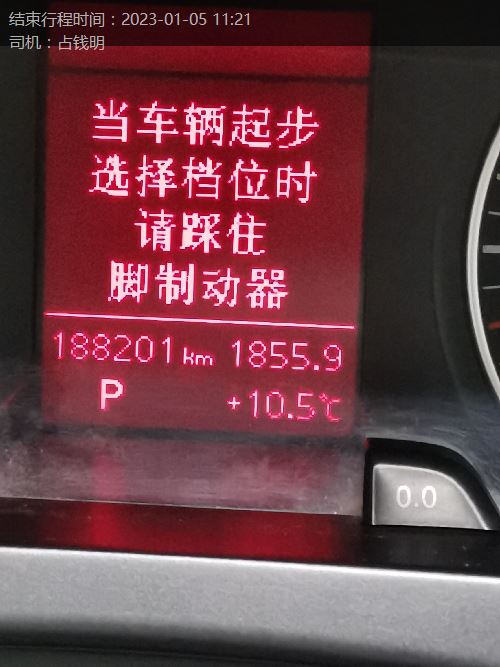 结束行程时间：2023-01-05 11:21
司机：占钱明
当车辆起步
选择档位时
请踩住
脚制动器
188201 km 1855.9
P +10.5℃
0.0